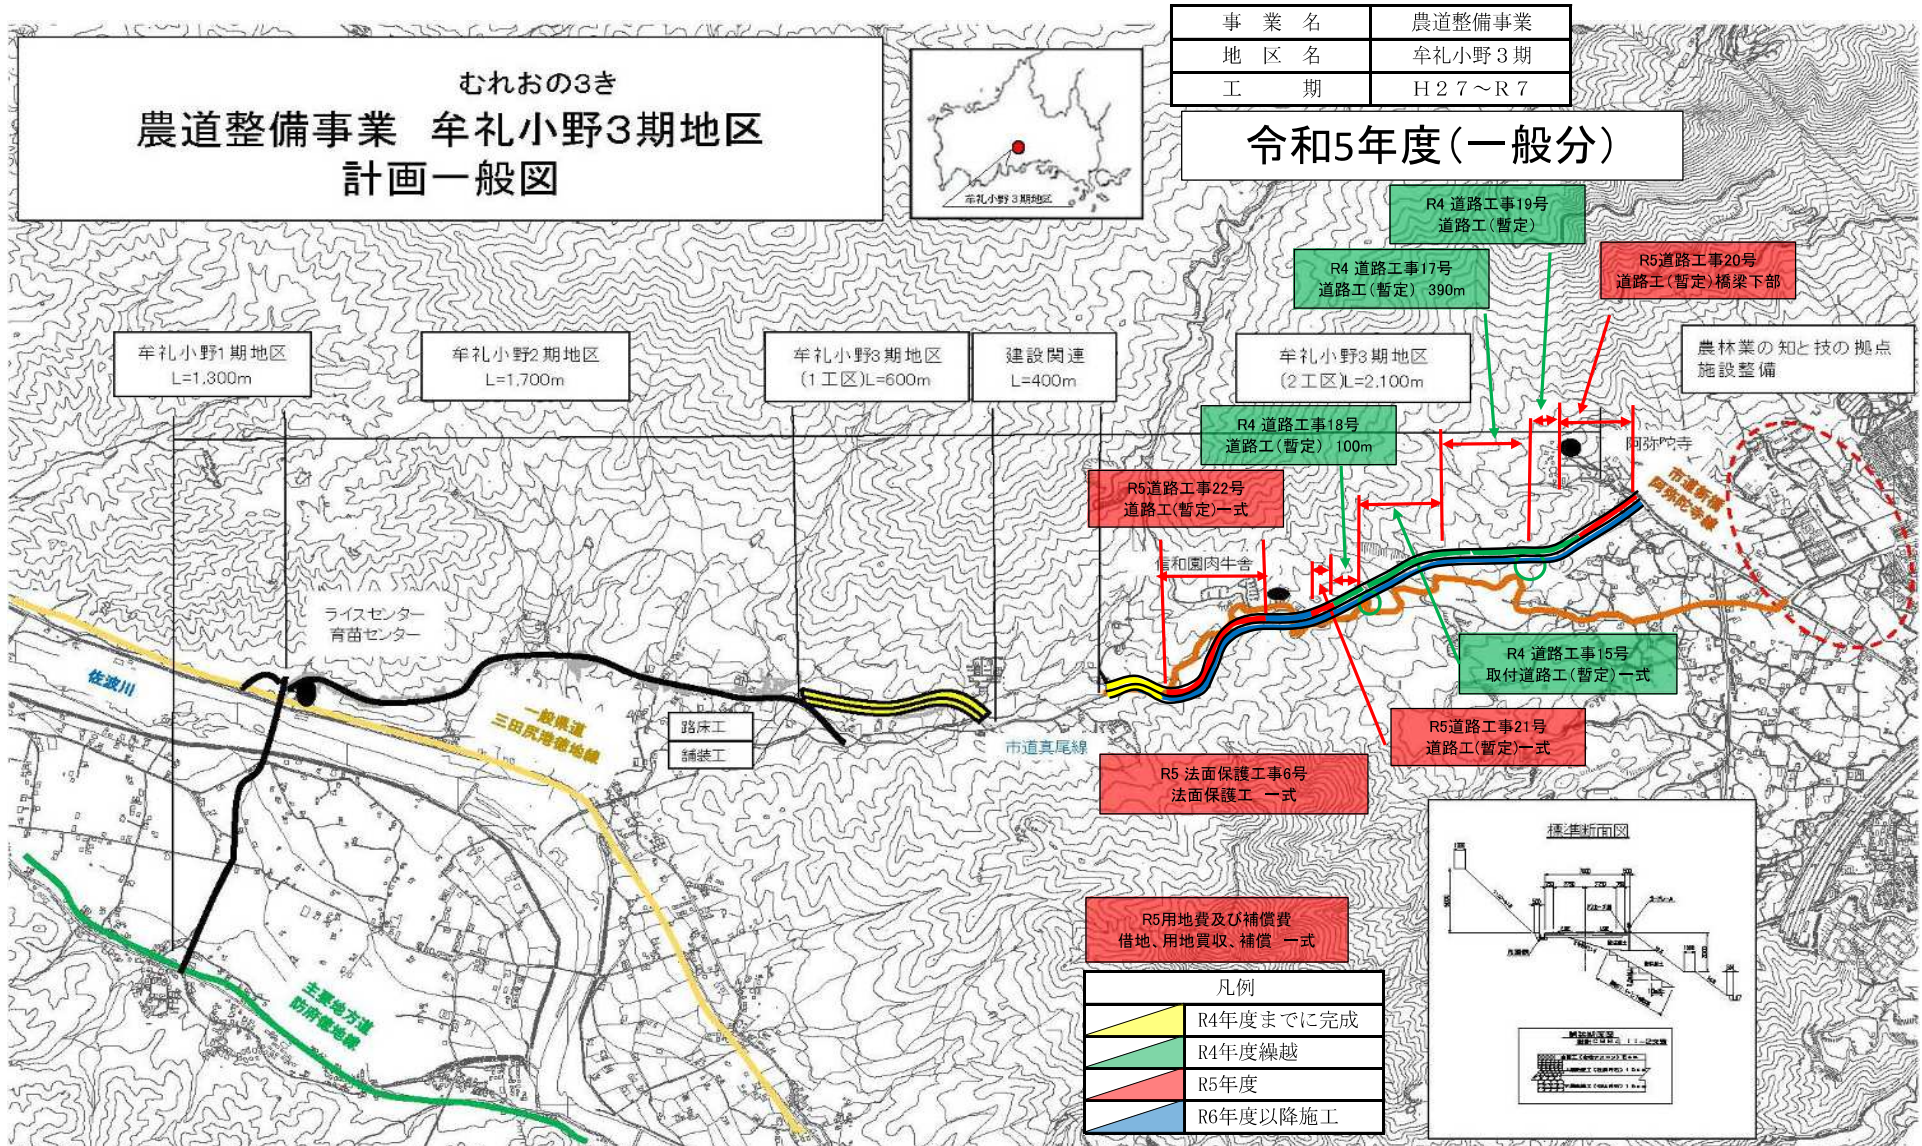 むれおの3き
農道整備事業 牟礼小野3期地区
計画一般図
牟礼小野3期地区
事業名 農道整備事業
地区名 牟礼小野3期
工期 H27～R7
令和5年度(一般分)
R4 道路工事19号
道路工(暫定)
R4 道路工事17号
道路工(暫定) 390m
R5道路工事20号
道路工(暫定)橋梁下部
牟礼小野1期地区
L=1,300m
牟礼小野2期地区
L=1,700m
牟礼小野3期地区
(1工区)L=600m
建設関連
L=400m
牟礼小野3期地区
(2工区)L=2,100m
農林業の知と技の拠点
施設整備
R4 道路工事18号
道路工(暫定) 100m
阿弥陀寺
市道新橋
阿弥陀寺線
R5道路工事22号
道路工(暫定)一式
信和園肉牛舎
ライスセンター
育苗センター
佐波川
一般県道
三田尻港徳地線
路床工
舗装工
市道真尾線
R4 道路工事15号
取付道路工(暫定)一式
R5道路工事21号
道路工(暫定)一式
R5 法面保護工事6号
法面保護工 一式
R5用地費及び補償費
借地、用地買収、補償 一式
主要地方道
防府徳地線
標準断面図
凡例
R4年度までに完成
R4年度繰越
R5年度
R6年度以降施工